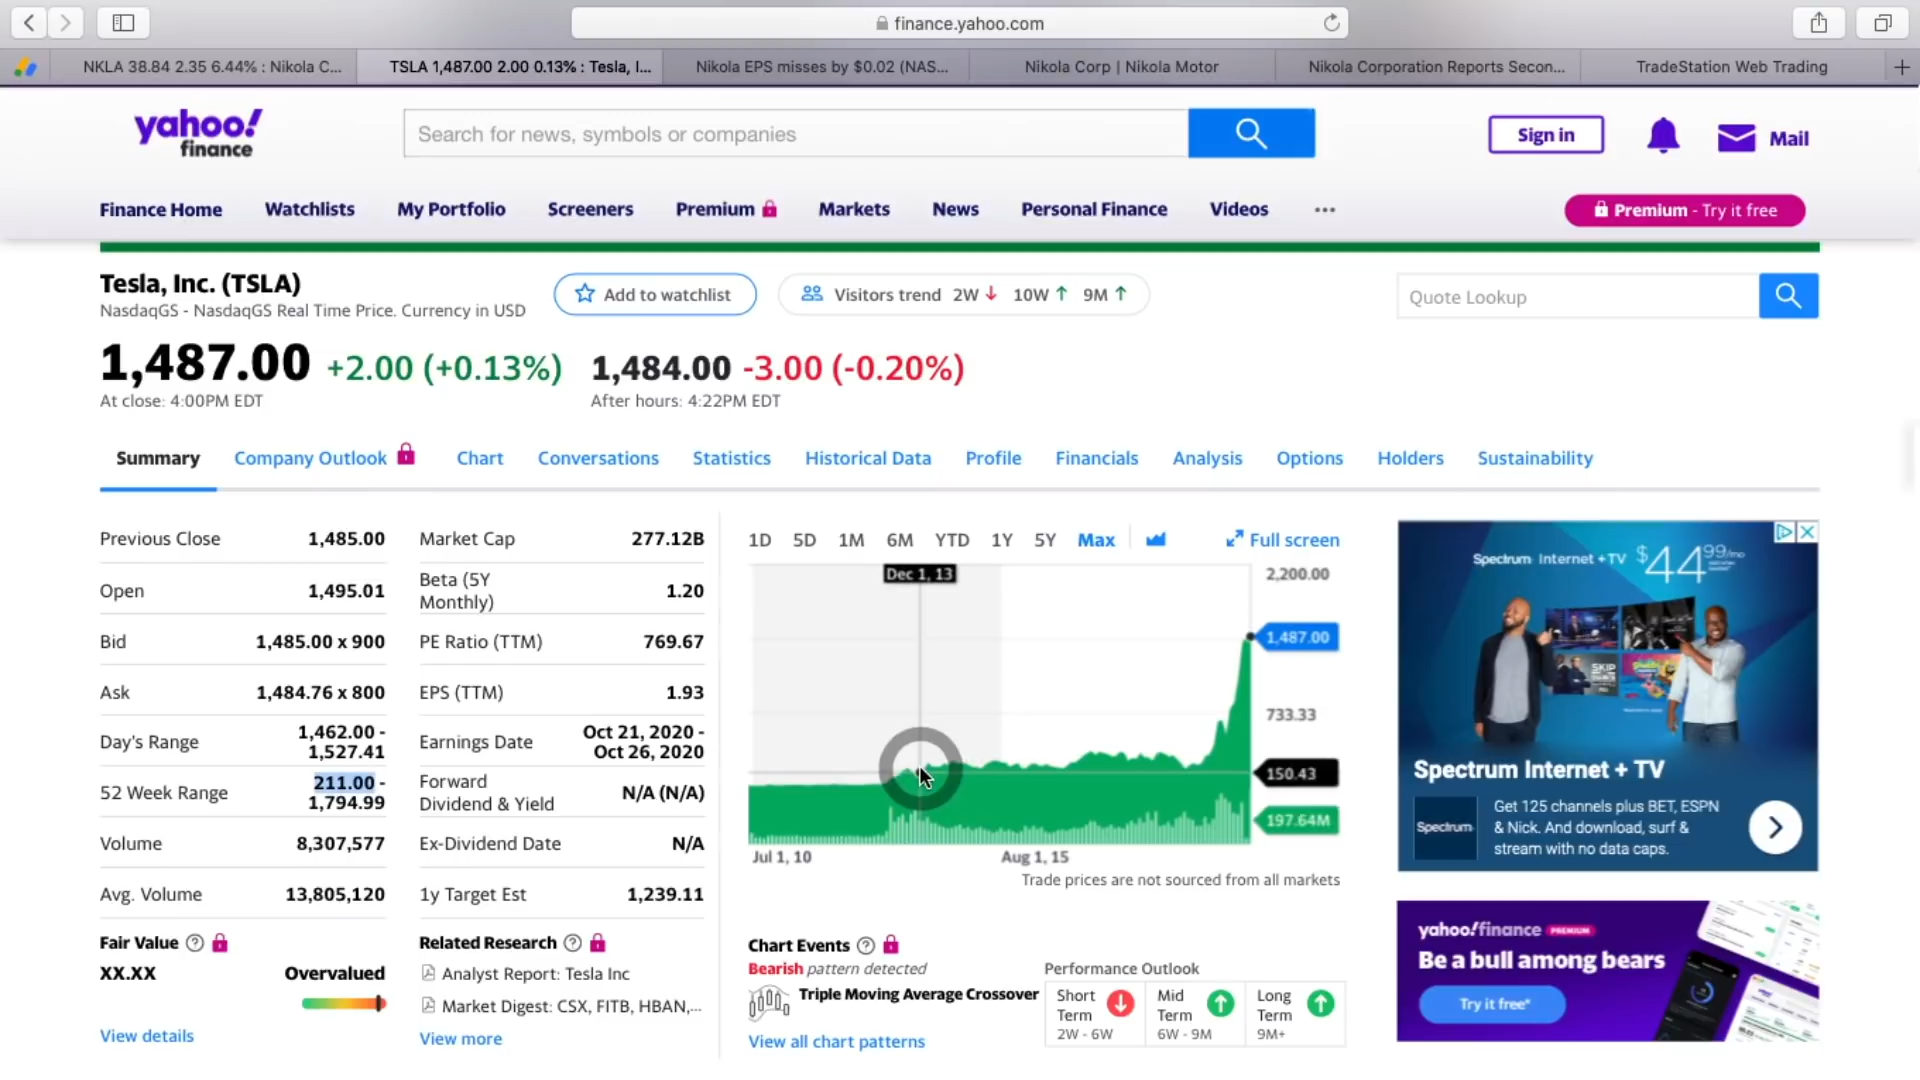 finance.yahoo.com
NKLA 38.84 2.35 6.44% : Nikola C...
TSLA 1,487.00 2.00 0.13% : Tesla, I...
Nikola EPS misses by $0.02 (NAS...
Nikola Corp | Nikola Motor
Nikola Corporation Reports Secon...
TradeStation Web Trading
yahoo!
finance
Search for news, symbols or companies
Sign in
Mail
Finance Home
Watchlists
My Portfolio
Screeners
Premium
Markets
News
Personal Finance
Videos
Premium - Try it free
Tesla, Inc. (TSLA)
NasdaqGS - NasdaqGS Real Time Price. Currency in USD
Add to watchlist
Visitors trend 2W 10W 9M
Quote Lookup
1,487.00 +2.00 (+0.13%)
At close: 4:00PM EDT
1,484.00 -3.00 (-0.20%)
After hours: 4:22PM EDT
Summary
Company Outlook
Chart
Conversations
Statistics
Historical Data
Profile
Financials
Analysis
Options
Holders
Sustainability
Previous Close 1,485.00
Open 1,495.01
Bid 1,485.00 x 900
Ask 1,484.76 x 800
Day's Range 1,462.00 -
1,527.41
52 Week Range 211.00 -
1,794.99
Volume 8,307,577
Avg. Volume 13,805,120
Market Cap 277.12B
Beta (5Y
Monthly) 1.20
PE Ratio (TTM) 769.67
EPS (TTM) 1.93
Earnings Date Oct 21, 2020 -
Oct 26, 2020
Forward
Dividend & Yield N/A (N/A)
Ex-Dividend Date N/A
1y Target Est 1,239.11
Fair Value
XX.XX Overvalued
View details
Related Research
Analyst Report: Tesla Inc
Market Digest: CSX, FITB, HBAN,...
View more
1D 5D 1M 6M YTD 1Y 5Y Max
Full screen
Dec 1, 13
2,200.00
1,487.00
733.33
150.43
197.64M
Jul 1, 10
Aug 1, 15
Trade prices are not sourced from all markets
Chart Events
Bearish pattern detected
Triple Moving Average Crossover
View all chart patterns
Performance Outlook
Short
Term
2W - 6W
Mid
Term
6W - 9M
Long
Term
9M+
Spectrum Internet +TV $44 99/mo
SKIP
Spectrum Internet + TV
Spectrum
Get 125 channels plus BET, ESPN
& Nick. And download, surf &
stream with no data caps.
yahoo!finance PREMIUM
Be a bull among bears
Try it free*